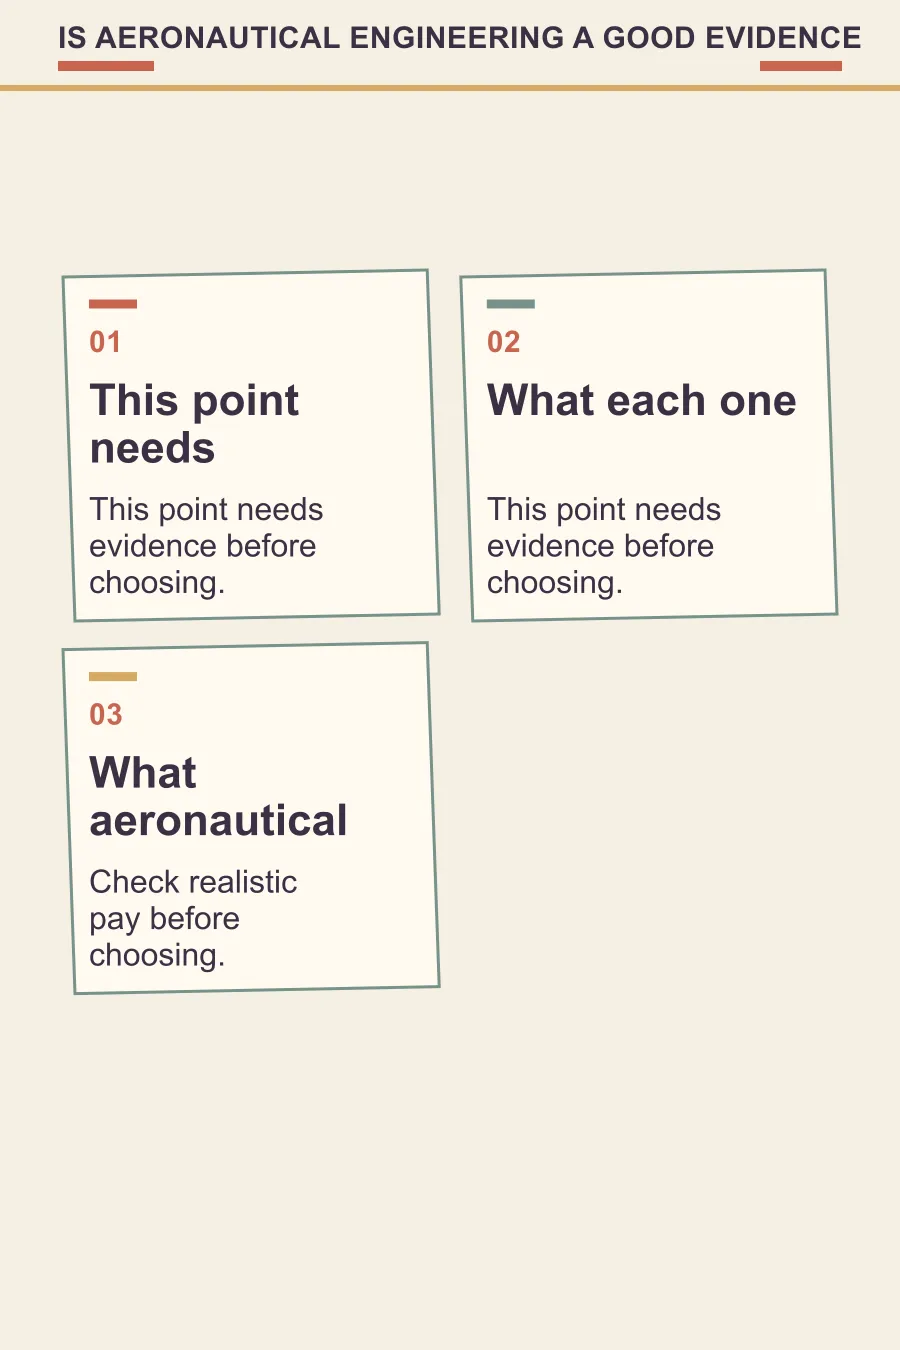 IS AERONAUTICAL ENGINEERING A GOOD EVIDENCE
01
This point
needs
This point needs
evidence before
choosing.
02
What each one
This point needs
evidence before
choosing.
03
What
aeronautical
Check realistic
pay before
choosing.